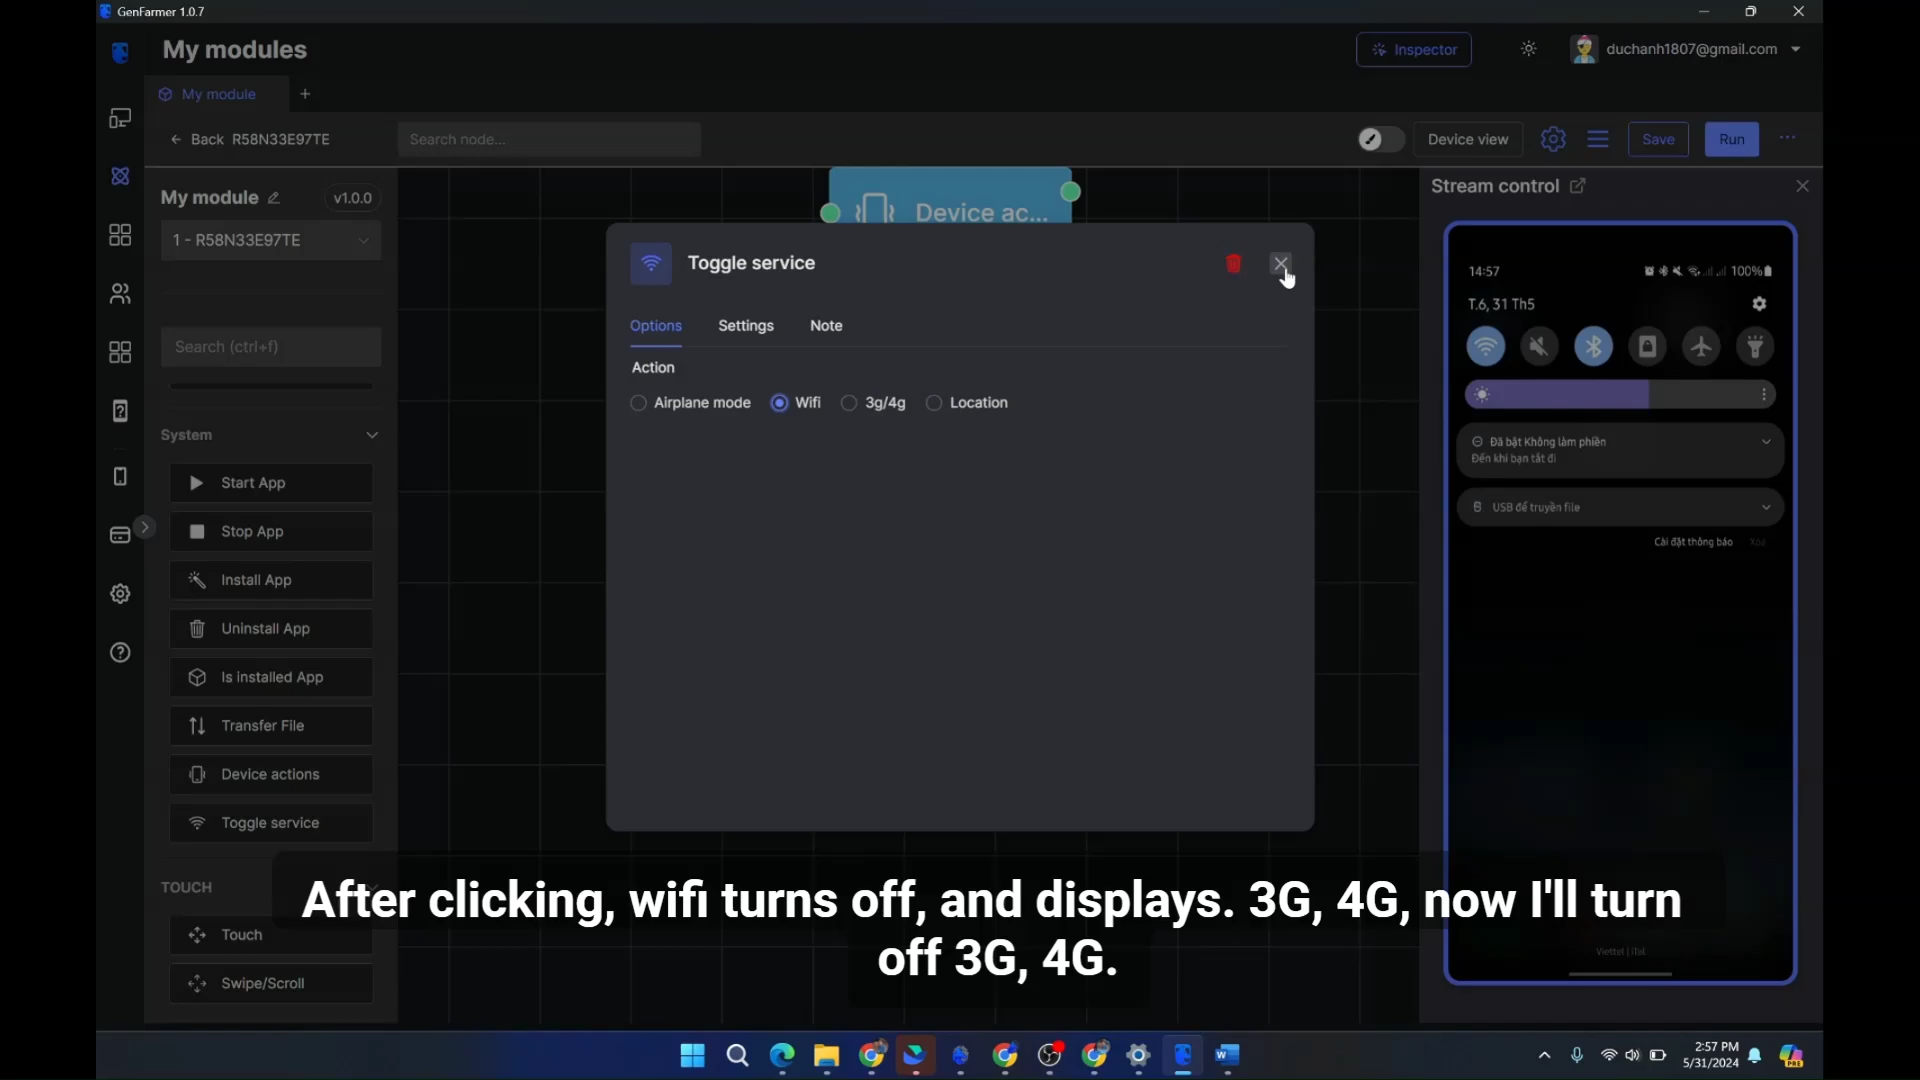 GenFarmer 1.0.7
My modules
Inspector
duchanh1807@gmail.com
My module
+
Back R58N33E97TE
Search node...
Device view
Save
Run
My module
v1.0.0
1 - R58N33E97TE
Search (ctrl+f)
System
Start App
Stop App
Install App
Uninstall App
Is installed App
Transfer File
Device actions
Toggle service
TOUCH
Touch
Swipe/Scroll
Device ac...
Toggle service
Options
Settings
Note
Action
Airplane mode
Wifi
3g/4g
Location
Stream control
14:57
100%
T.6, 31 Th5
Đã bật Không làm phiền
Đến khi bạn tắt đi
USB để truyền file
Cài đặt thông báo
Xoá
Viettel | iTel
After clicking, wifi turns off, and displays. 3G, 4G, now I'll turn
off 3G, 4G.
2:57 PM
5/31/2024